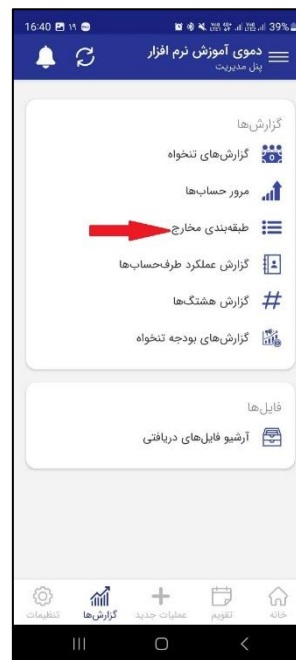 16:40 ۱۹ 39%
دموی آموزش نرم افزار
پنل مدیریت
گزارش‌ها
گزارش‌های تنخواه
مرور حساب‌ها
طبقه‌بندی مخارج
گزارش عملکرد طرف‌حساب‌ها
گزارش هشتگ‌ها
گزارش‌های بودجه تنخواه
فایل‌ها
آرشیو فایل‌های دریافتی
خانه تقویم عملیات جدید گزارش‌ها تنظیمات